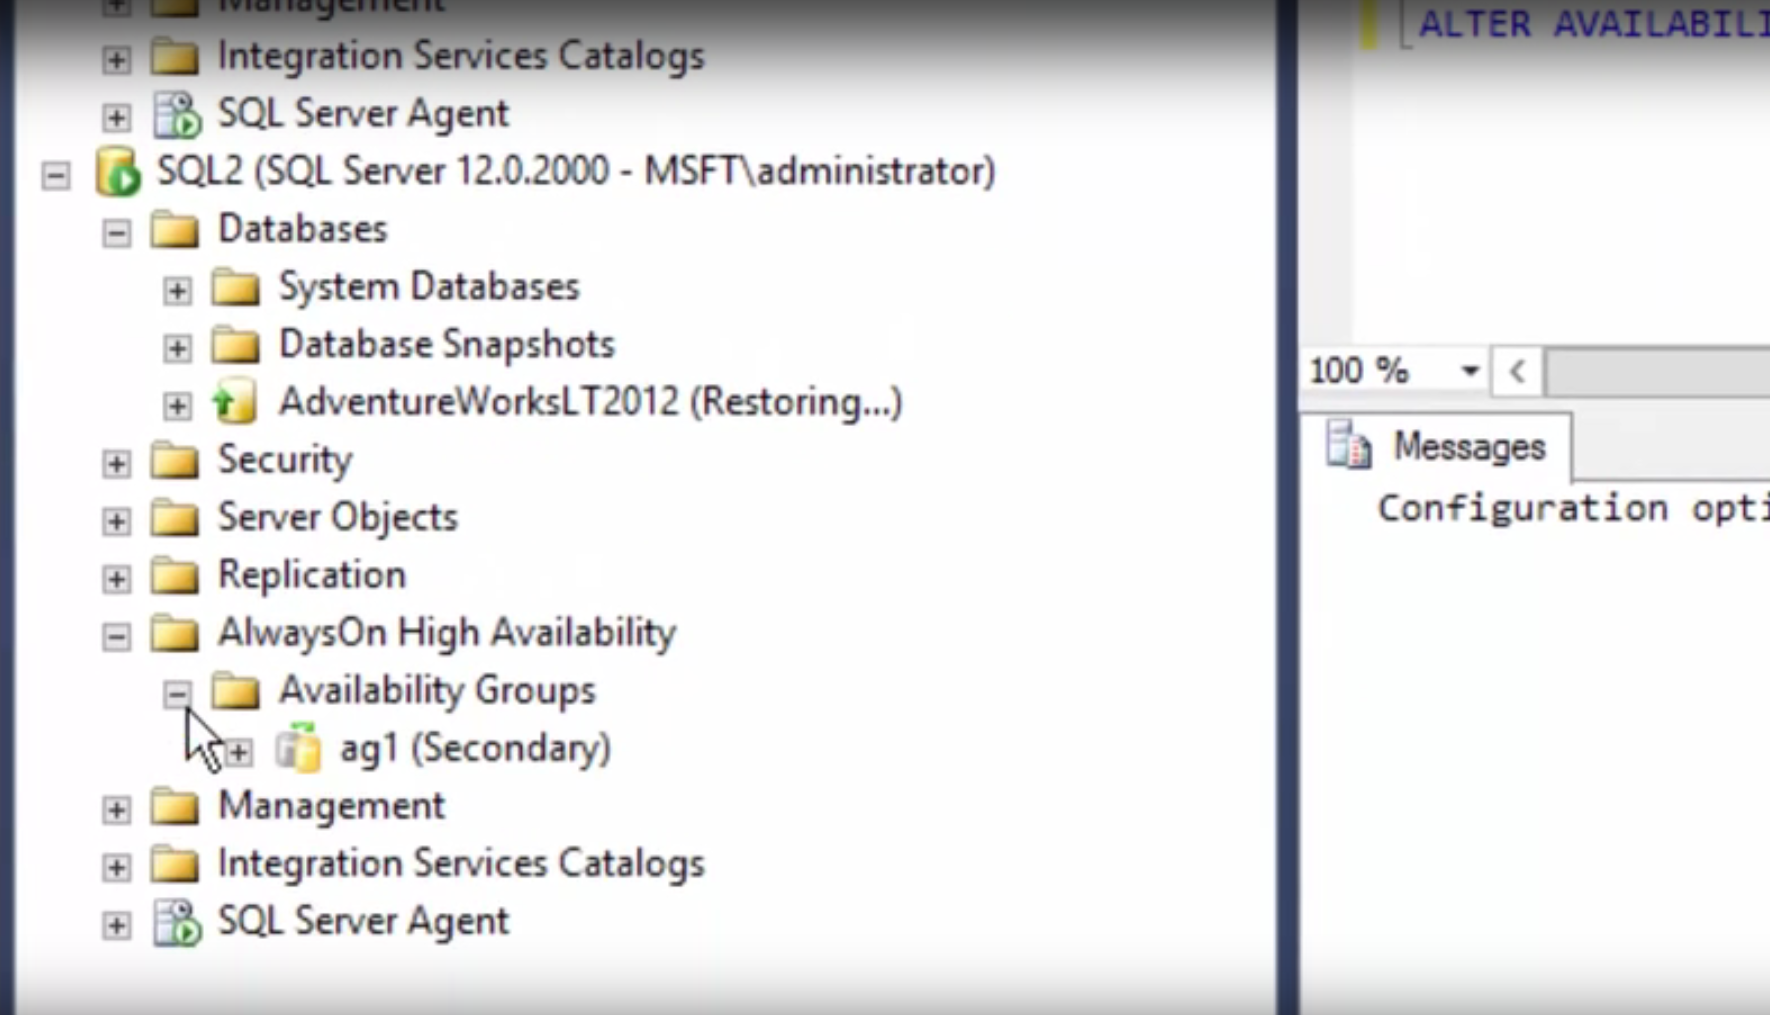 Management
Integration Services Catalogs
SQL Server Agent
SQL2 (SQL Server 12.0.2000 - MSFT\administrator)
Databases
System Databases
Database Snapshots
AdventureWorksLT2012 (Restoring...)
Security
Server Objects
Replication
AlwaysOn High Availability
Availability Groups
ag1 (Secondary)
Management
Integration Services Catalogs
SQL Server Agent
ALTER AVAILABILI
100 %
Messages
Configuration opti